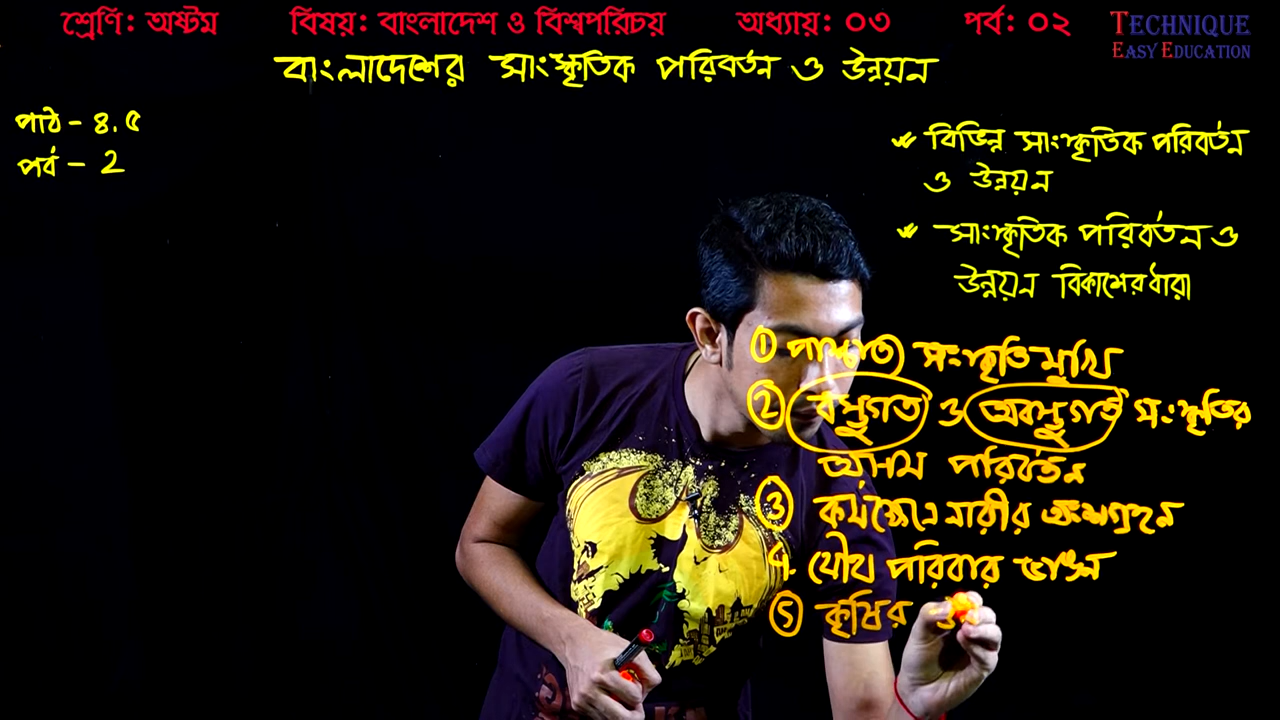 শ্রেণি: অষ্টম বিষয়: বাংলাদেশ ও বিশ্বপরিচয় অধ্যায়: ০৩ পর্ব: ০২
TECHNIQUE
EASY EDUCATION
বাংলাদেশের সাংস্কৃতিক পরিবর্তন ও উন্নয়ন
পাঠ - ৪.৫
পর্ব - 2
বিভিন্ন সাংস্কৃতিক পরিবর্তন
ও উন্নয়ন
সাংস্কৃতিক পরিবর্তন ও
উন্নয়ন বিকাশের ধারা
1 সংস্কৃতি মুখি
2 বস্তুগত ও অবস্তুগত সংস্কৃতির
অসম পরিবর্তন
3 কর্মক্ষেত্রে নারীর অংশগ্রহন
4. যৌথ পরিবার ভাঙন
5 কৃষির